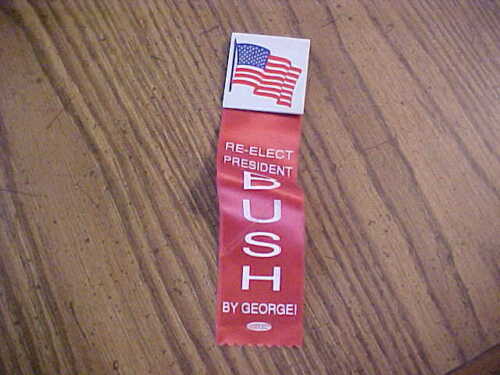 RE-ELECT
PRESIDENT
BUSH
BY GEORGE!